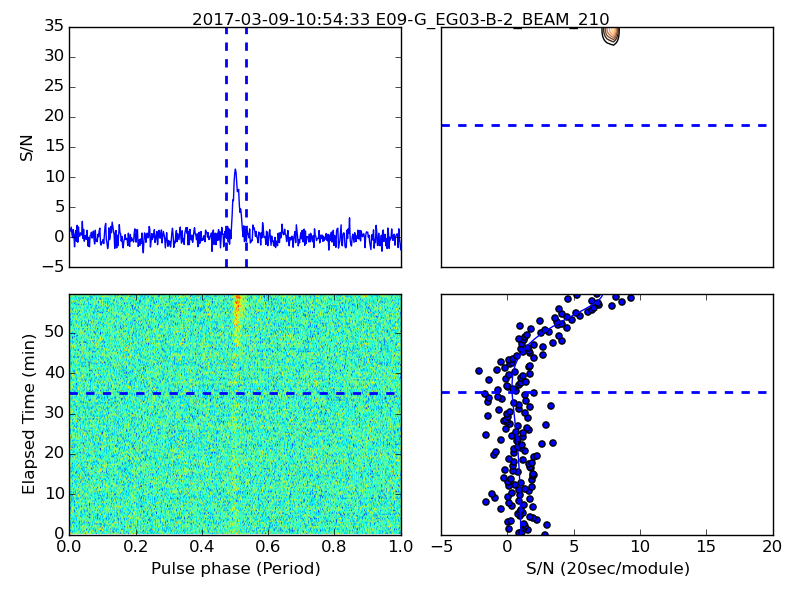 2017-03-09-10:54:33 E09-G_EG03-B-2_BEAM_210
35
30
25
20
15
10
5
0
−5
S/N
50
40
30
20
10
0
Elapsed Time (min)
0.0 0.2 0.4 0.6 0.8 1.0
Pulse phase (Period)
−5 0 5 10 15 20
S/N (20sec/module)